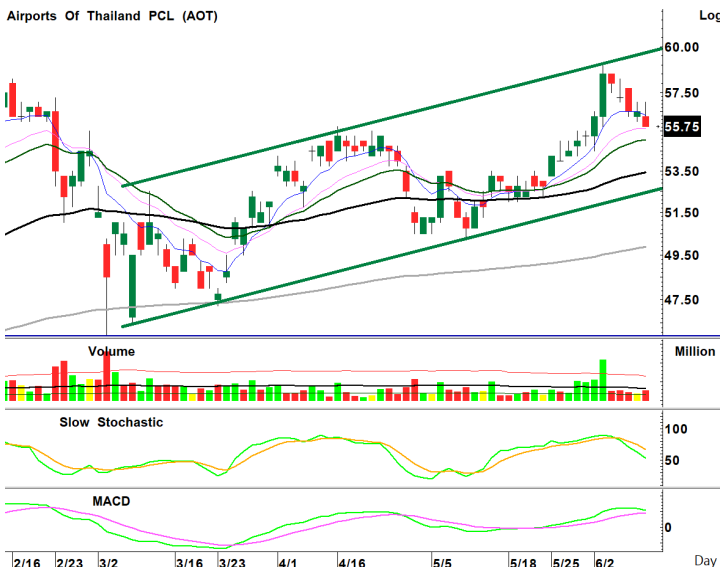 Airports Of Thailand PCL (AOT)
Log
60.00
57.50
55.75
53.50
51.50
49.50
47.50
Volume
Million
Slow Stochastic
100
50
MACD
0
2/16 2/23 3/2 3/16 3/23 4/1 4/16 5/5 5/18 5/25 6/2 Day